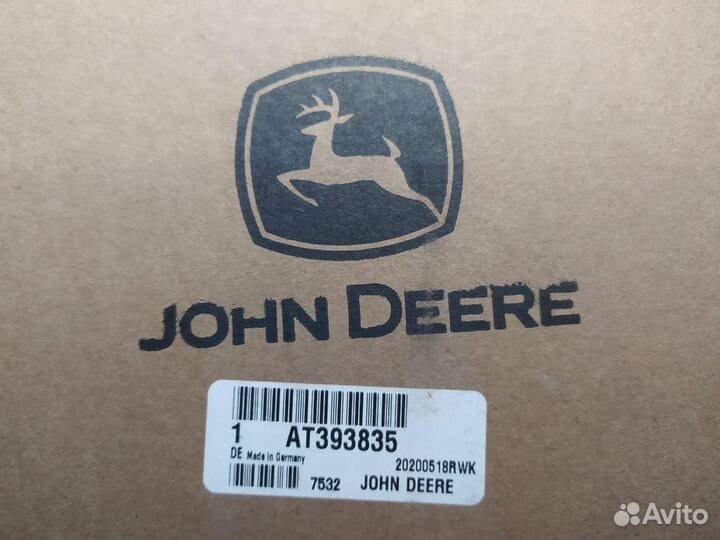 JOHN DEERE
1 AT393835
DE Made in Germany
20200518RWK
7532 JOHN DEERE
Avito